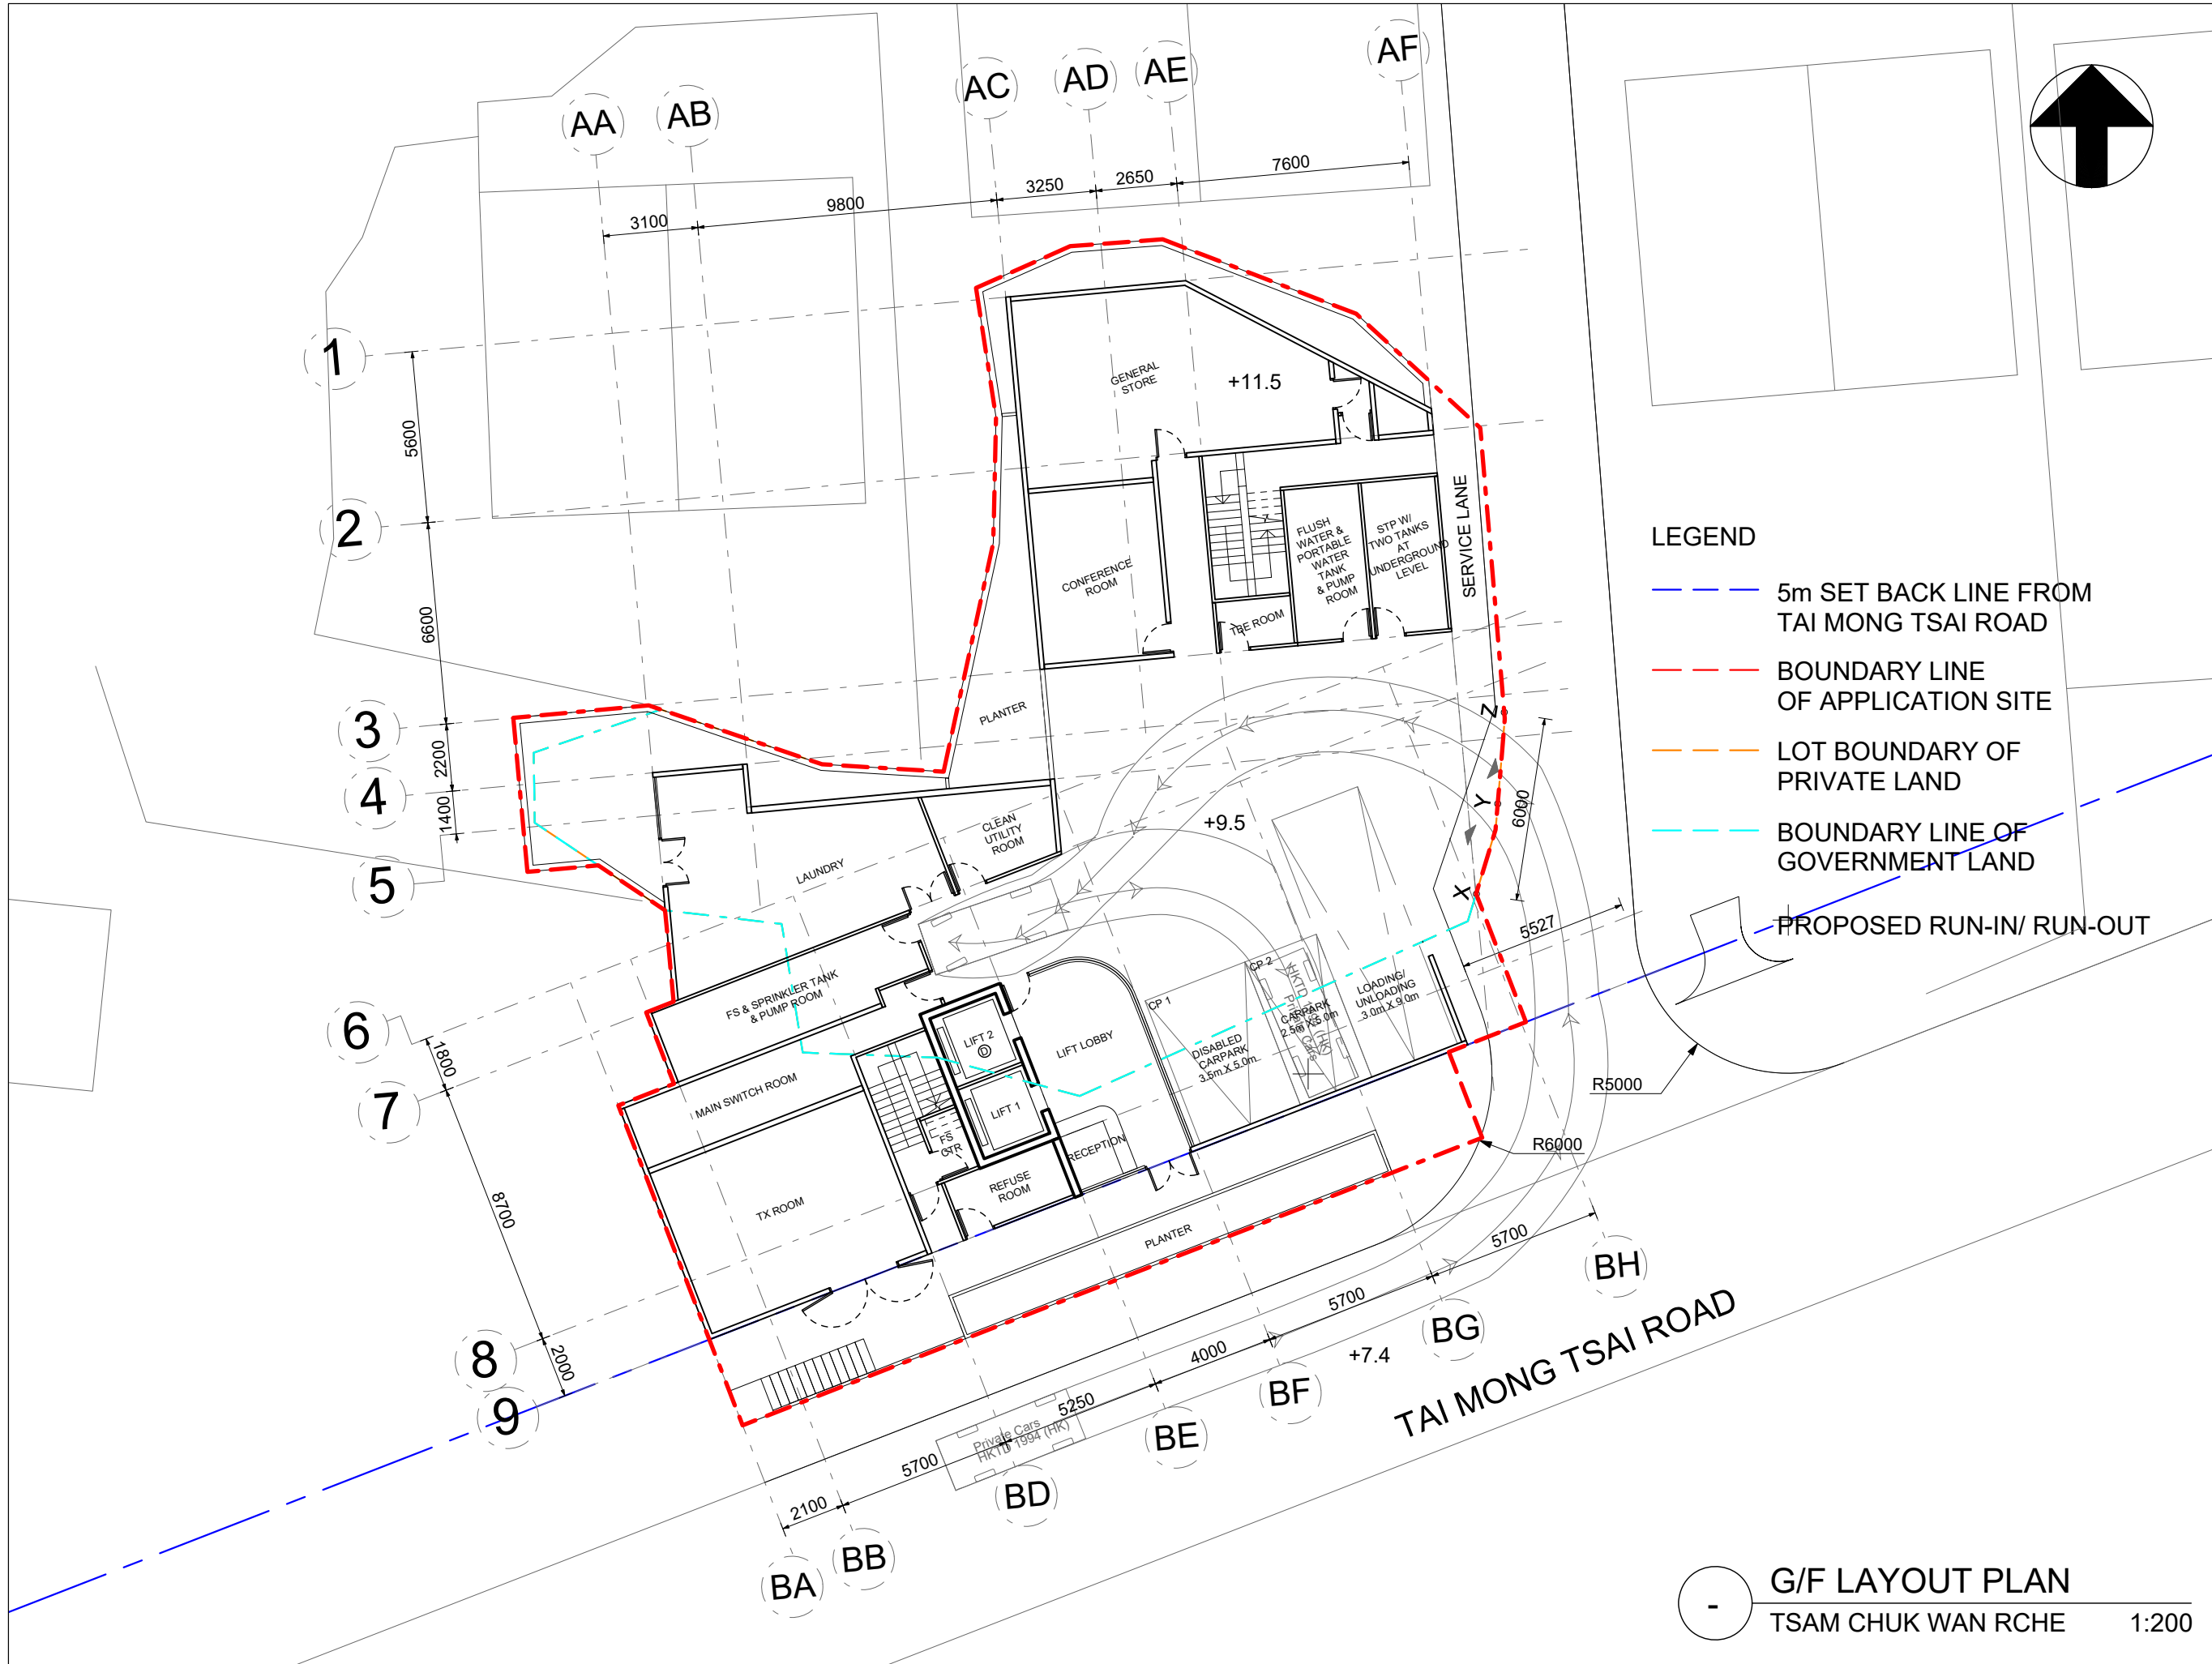 AA
AB
AC
AD
AE
AF
3100
9800
3250
2650
7600
1
2
3
4
5
5600
6600
2200
1400
GENERAL
STORE
+11.5
CONFERENCE
ROOM
FLUSH
WATER &
PORTABLE
WATER
TANK
& PUMP
ROOM
STP W/
TWO TANKS
AT
UNDERGROUND
LEVEL
TBE ROOM
SERVICE LANE
PLANTER
Z
Y
X
6000
5527
+9.5
CLEAN
UTILITY
ROOM
LAUNDRY
FS & SPRINKLER TANK
& PUMP ROOM
MAIN SWITCH ROOM
TX ROOM
LIFT 2
D
LIFT 1
LIFT LOBBY
FS
CTR
REFUSE
ROOM
RECEPTION
CP 1
DISABLED
CARPARK
3.5m X 5.0m
CP 2
CARPARK
2.5m X 5.0m
Private Cars
LOADING/
UNLOADING
3.0m X 9.0m
PLANTER
R5000
R6000
6
7
8
9
1800
8700
2000
2100
5700
5250
4000
5700
5700
Private Cars
HKTD 1994 (HK)
BA
BB
BD
BE
BF
BG
BH
+7.4
TAI MONG TSAI ROAD
LEGEND
5m SET BACK LINE FROM
TAI MONG TSAI ROAD
BOUNDARY LINE
OF APPLICATION SITE
LOT BOUNDARY OF
PRIVATE LAND
BOUNDARY LINE OF
GOVERNMENT LAND
PROPOSED RUN-IN/ RUN-OUT
-
G/F LAYOUT PLAN
TSAM CHUK WAN RCHE 1:200